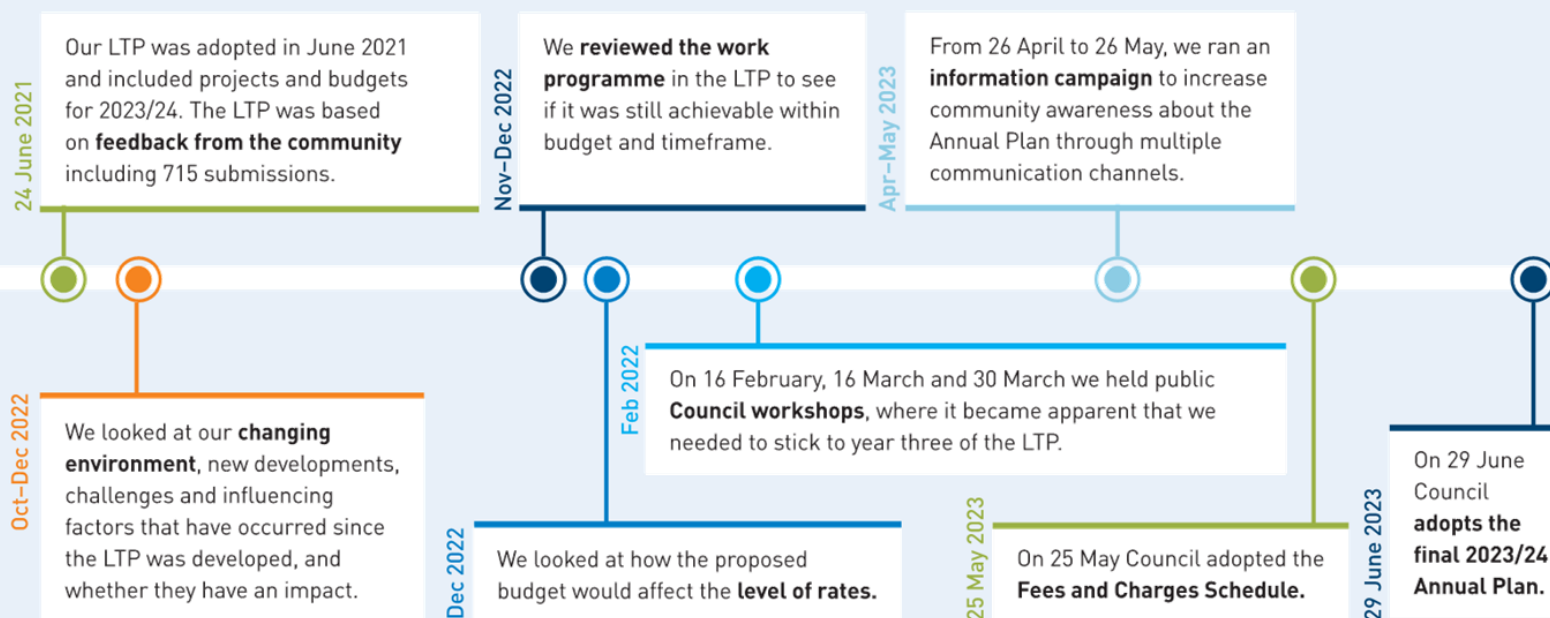 24 June 2021
Our LTP was adopted in June 2021
and included projects and budgets
for 2023/24. The LTP was based
on feedback from the community
including 715 submissions.
Oct–Dec 2022
We looked at our changing
environment, new developments,
challenges and influencing
factors that have occurred since
the LTP was developed, and
whether they have an impact.
Nov–Dec 2022
We reviewed the work
programme in the LTP to see
if it was still achievable within
budget and timeframe.
Dec 2022
We looked at how the proposed
budget would affect the level of rates.
Feb 2022
On 16 February, 16 March and 30 March we held public
Council workshops, where it became apparent that we
needed to stick to year three of the LTP.
Apr–May 2023
From 26 April to 26 May, we ran an
information campaign to increase
community awareness about the
Annual Plan through multiple
communication channels.
25 May 2023
On 25 May Council adopted the
Fees and Charges Schedule.
29 June 2023
On 29 June
Council
adopts the
final 2023/24
Annual Plan.